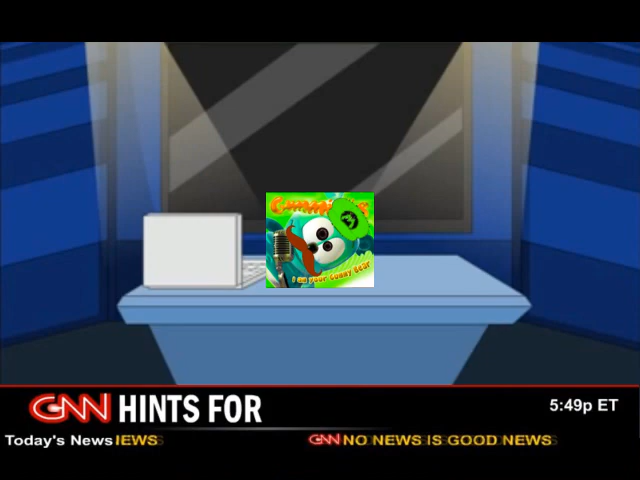 I am your Gummy Bear
GNN HINTS FOR
5:49p ET
Today's News IEWS
GNN NO NEWS IS GOOD NEWS